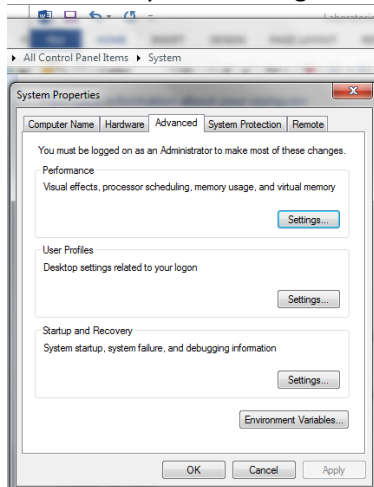 All Control Panel Items ▸ System
System Properties
Computer Name Hardware Advanced System Protection Remote
You must be logged on as an Administrator to make most of these changes.
Performance
Visual effects, processor scheduling, memory usage, and virtual memory
Settings...
User Profiles
Desktop settings related to your logon
Settings...
Startup and Recovery
System startup, system failure, and debugging information
Settings...
Environment Variables...
OK Cancel Apply